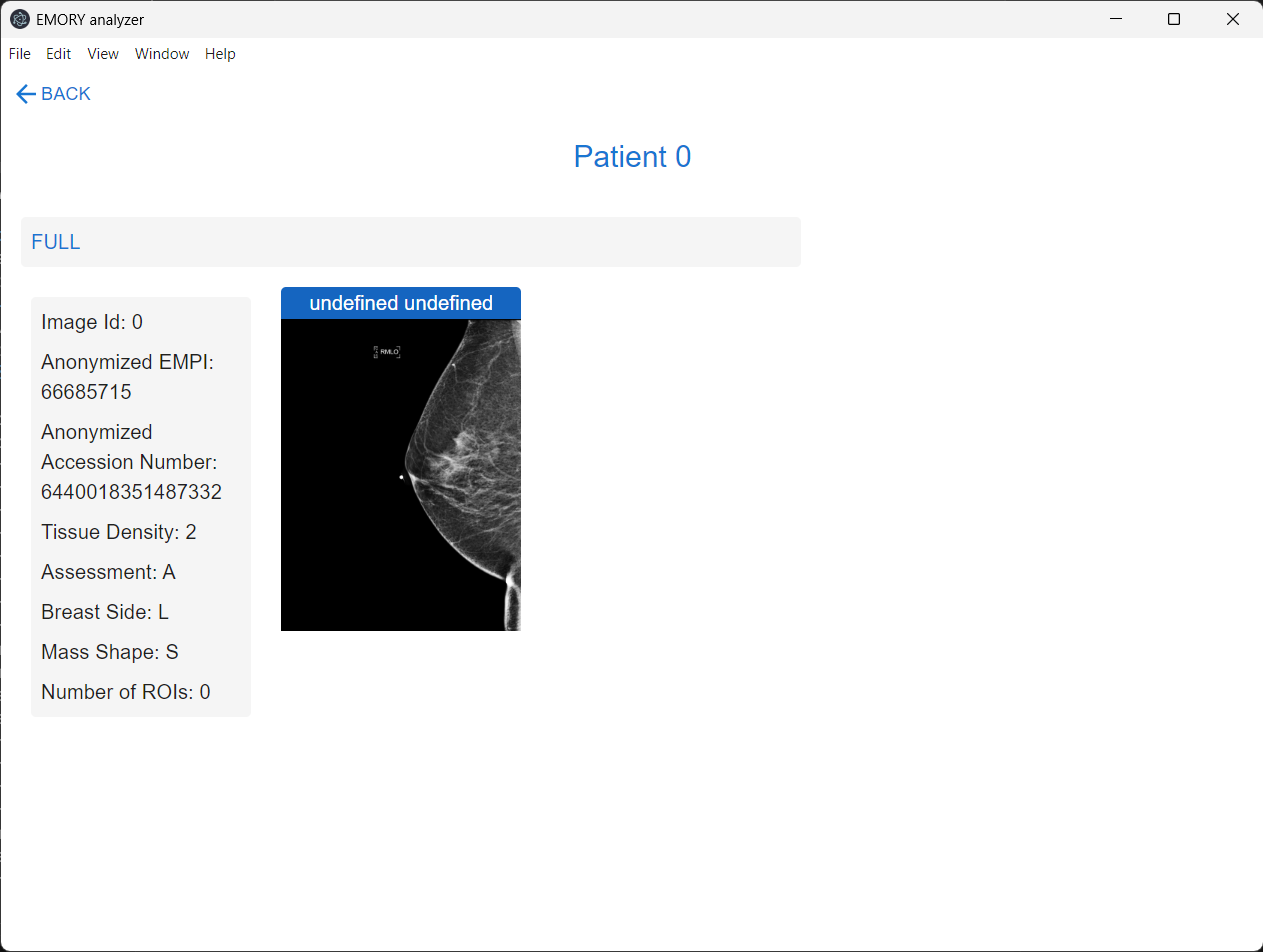 EMORY analyzer
File Edit View Window Help
BACK
Patient 0
FULL
Image Id: 0
Anonymized EMPI:
66685715
Anonymized
Accession Number:
6440018351487332
Tissue Density: 2
Assessment: A
Breast Side: L
Mass Shape: S
Number of ROIs: 0
undefined undefined
RMLO